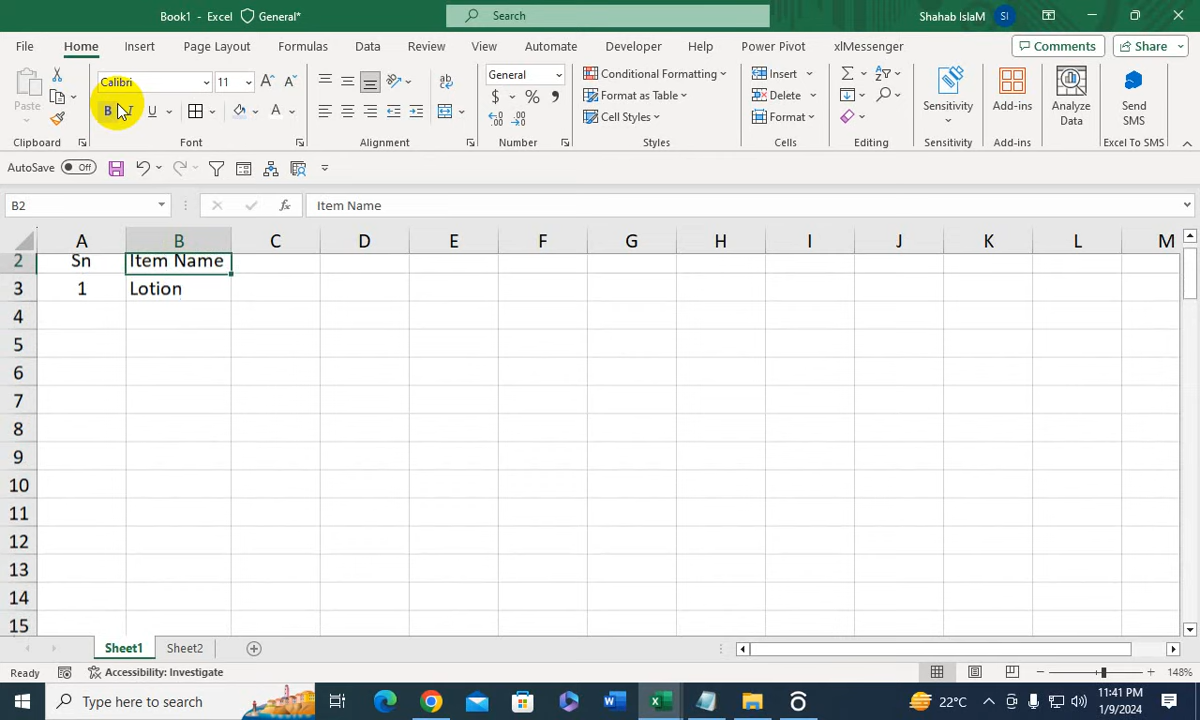 Book1 - Excel General* Search Shahab IslaM SI
File Home Insert Page Layout Formulas Data Review View Automate Developer Help Power Pivot xlMessenger Comments Share
Paste Calibri 11 General Conditional Formatting Insert Sensitivity Add-ins Analyze Data Send SMS
B I U A $ % , Format as Table Delete
Cell Styles Format
Clipboard Font Alignment Number Styles Cells Editing Sensitivity Add-ins Excel To SMS
AutoSave Off
B2 fx Item Name
A B C D E F G H I J K L M
2 Sn Item Name
3 1 Lotion
4
5
6
7
8
9
10
11
12
13
14
15
Sheet1 Sheet2
Ready Accessibility: Investigate 148%
Type here to search 22°C 11:41 PM
1/9/2024